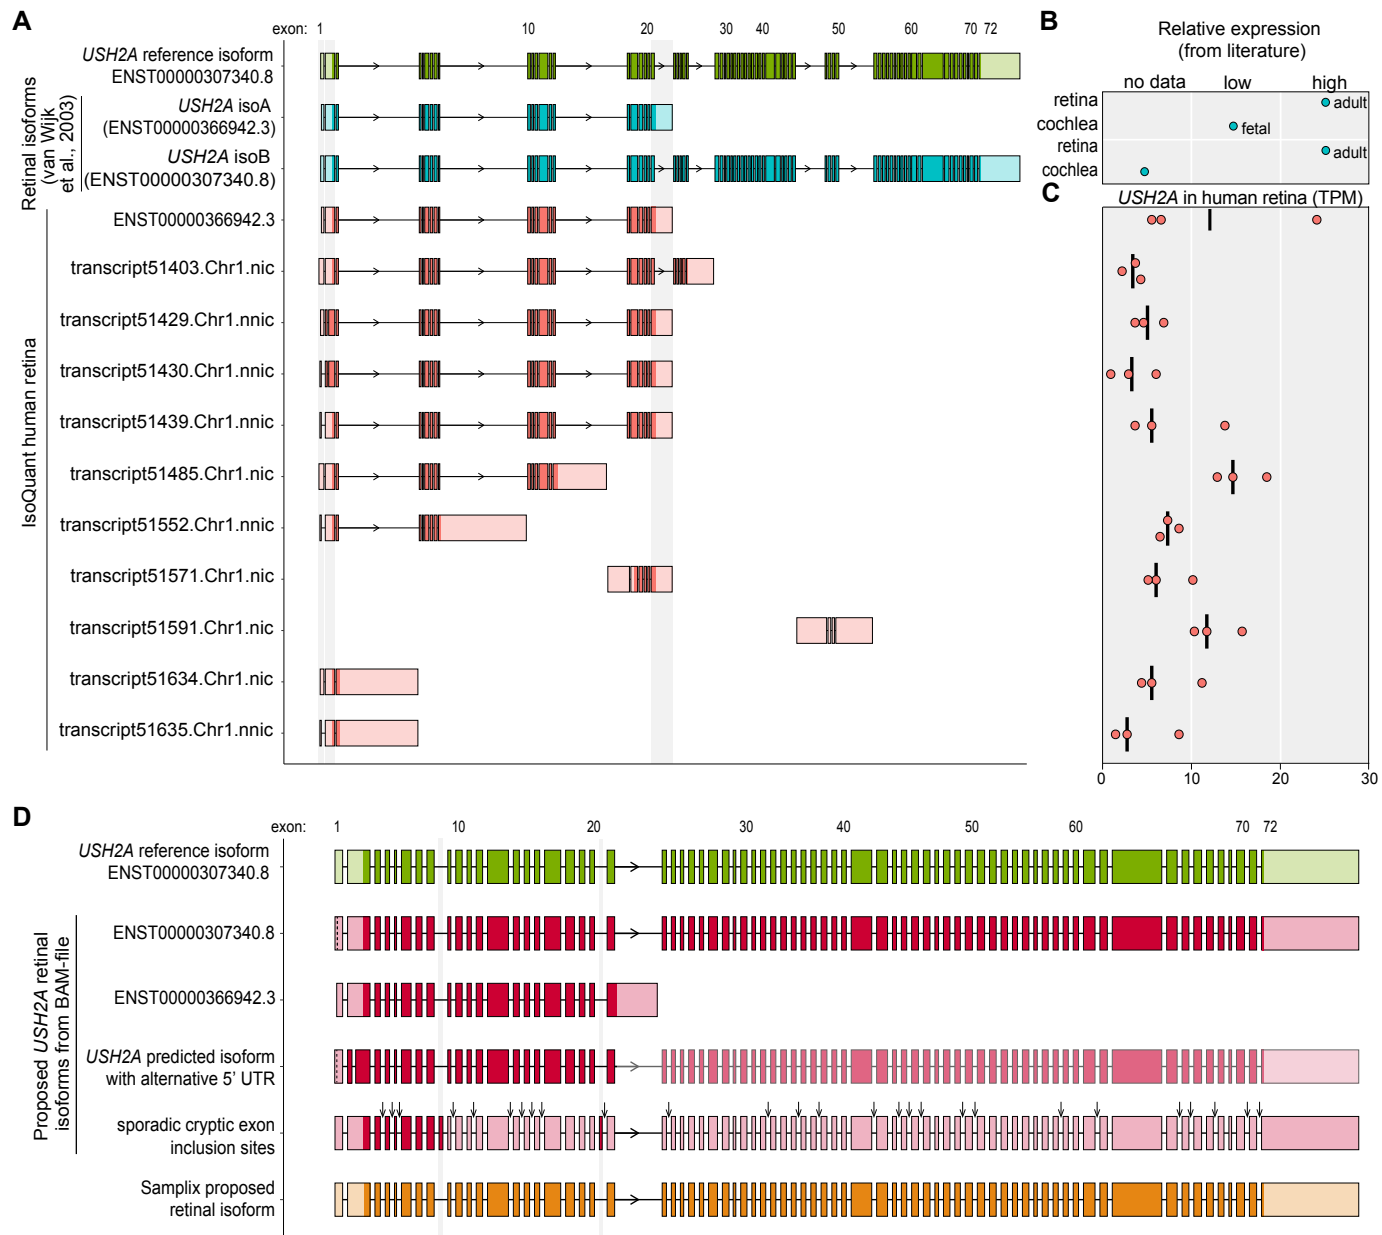 A
exon: 1 10 20 30 40 50 60 70 72
USH2A reference isoform
ENST00000307340.8
Retinal isoforms
(van Wijk
et al., 2003)
USH2A isoA
(ENST00000366942.3)
USH2A isoB
(ENST00000307340.8)
IsoQuant human retina
ENST00000366942.3
transcript51403.Chr1.nic
transcript51429.Chr1.nnic
transcript51430.Chr1.nnic
transcript51439.Chr1.nnic
transcript51485.Chr1.nic
transcript51552.Chr1.nnic
transcript51571.Chr1.nic
transcript51591.Chr1.nic
transcript51634.Chr1.nic
transcript51635.Chr1.nnic
B
Relative expression
(from literature)
no data low high
retina adult
cochlea fetal
retina adult
cochlea
C
USH2A in human retina (TPM)
0 10 20 30
D
exon: 1 10 20 30 40 50 60 70 72
USH2A reference isoform
ENST00000307340.8
Proposed USH2A retinal
isoforms from BAM-file
ENST00000307340.8
ENST00000366942.3
USH2A predicted isoform
with alternative 5' UTR
sporadic cryptic exon
inclusion sites
Samplix proposed
retinal isoform